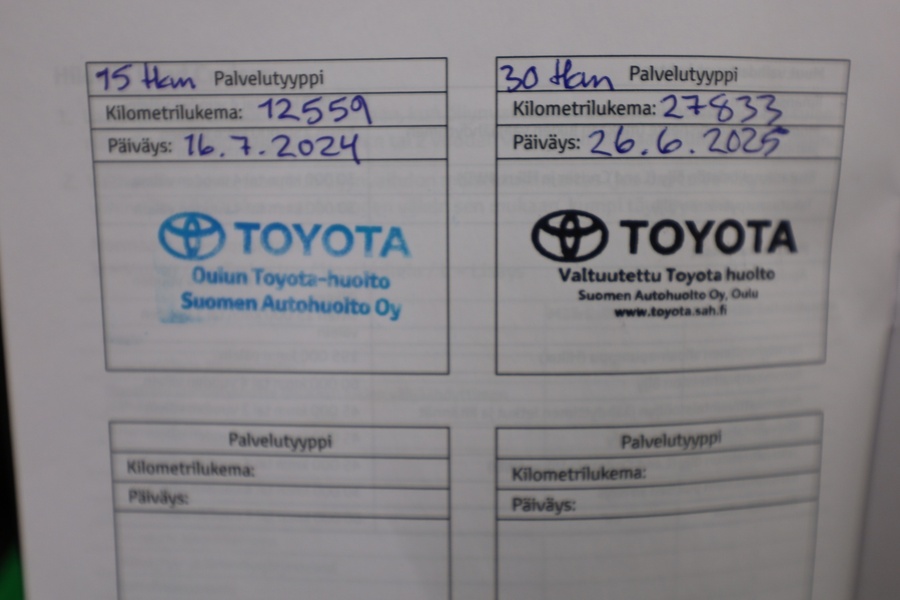 15 tkm Palvelutyyppi
Kilometrilukema: 12559
Päiväys: 16.7.2024
TOYOTA
Oulun Toyota-huolto
Suomen Autohuolto Oy
30 tkm Palvelutyyppi
Kilometrilukema: 27833
Päiväys: 26.6.2025
TOYOTA
Valtuutettu Toyota huolto
Suomen Autohuolto Oy, Oulu
www.toyota.sah.fi
Palvelutyyppi
Kilometrilukema:
Päiväys:
Palvelutyyppi
Kilometrilukema:
Päiväys: